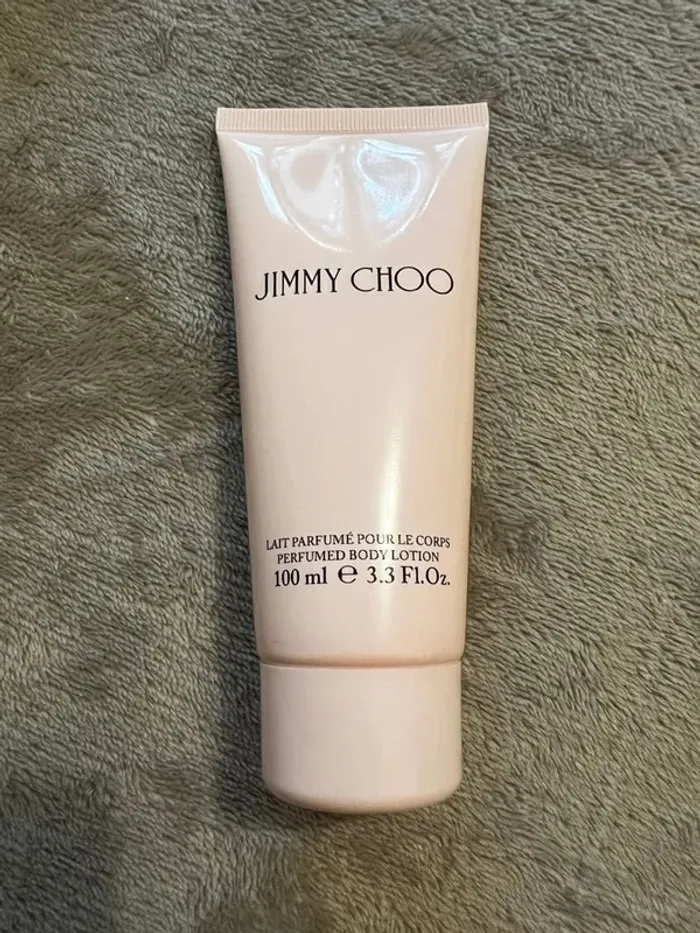 JIMMY CHOO
LAIT PARFUMÉ POUR LE CORPS
PERFUMED BODY LOTION
100 ml ℮ 3.3 Fl.Oz.